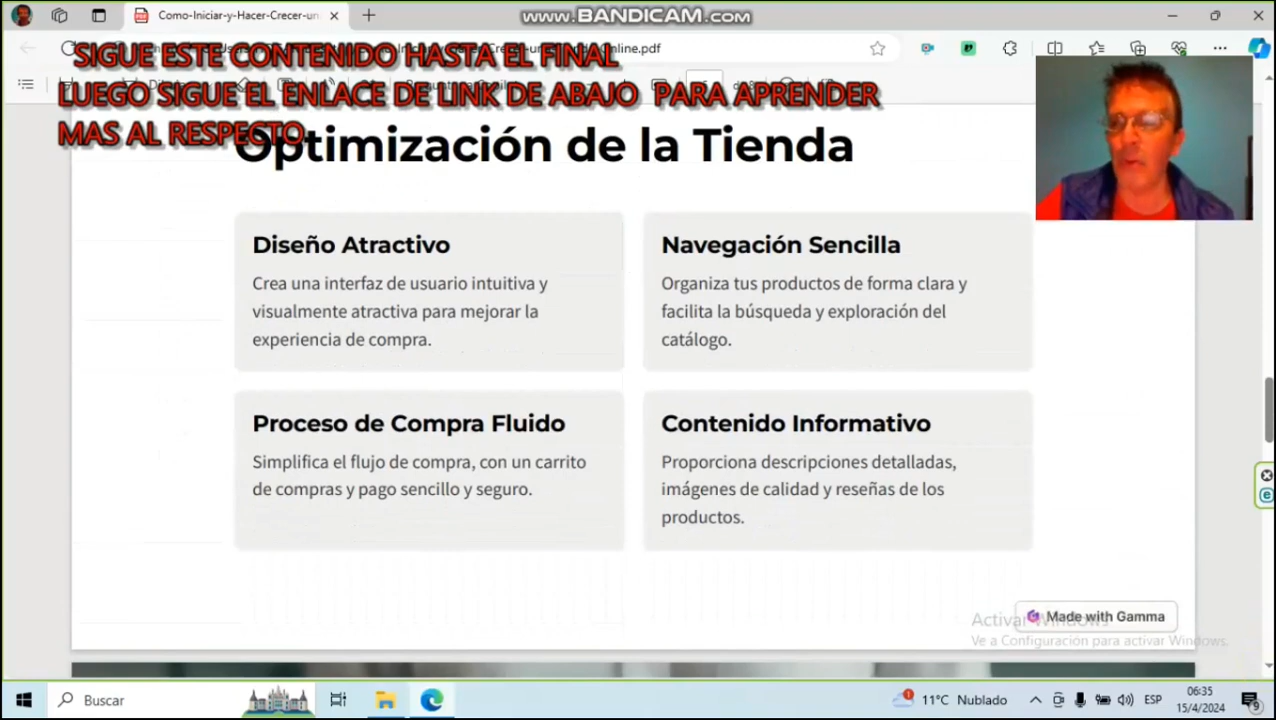 www.BANDICAM.com
Como-Iniciar-y-Hacer-Crecer-un
SIGUE ESTE CONTENIDO HASTA EL FINAL
LUEGO SIGUE EL ENLACE DE LINK DE ABAJO PARA APRENDER
MAS AL RESPECTO
Optimización de la Tienda
Diseño Atractivo
Crea una interfaz de usuario intuitiva y
visualmente atractiva para mejorar la
experiencia de compra.
Navegación Sencilla
Organiza tus productos de forma clara y
facilita la búsqueda y exploración del
catálogo.
Proceso de Compra Fluido
Simplifica el flujo de compra, con un carrito
de compras y pago sencillo y seguro.
Contenido Informativo
Proporciona descripciones detalladas,
imágenes de calidad y reseñas de los
productos.
Made with Gamma
Activar Windows
Ve a Configuración para activar Windows.
Buscar
11°C Nublado
ESP
06:35
15/4/2024